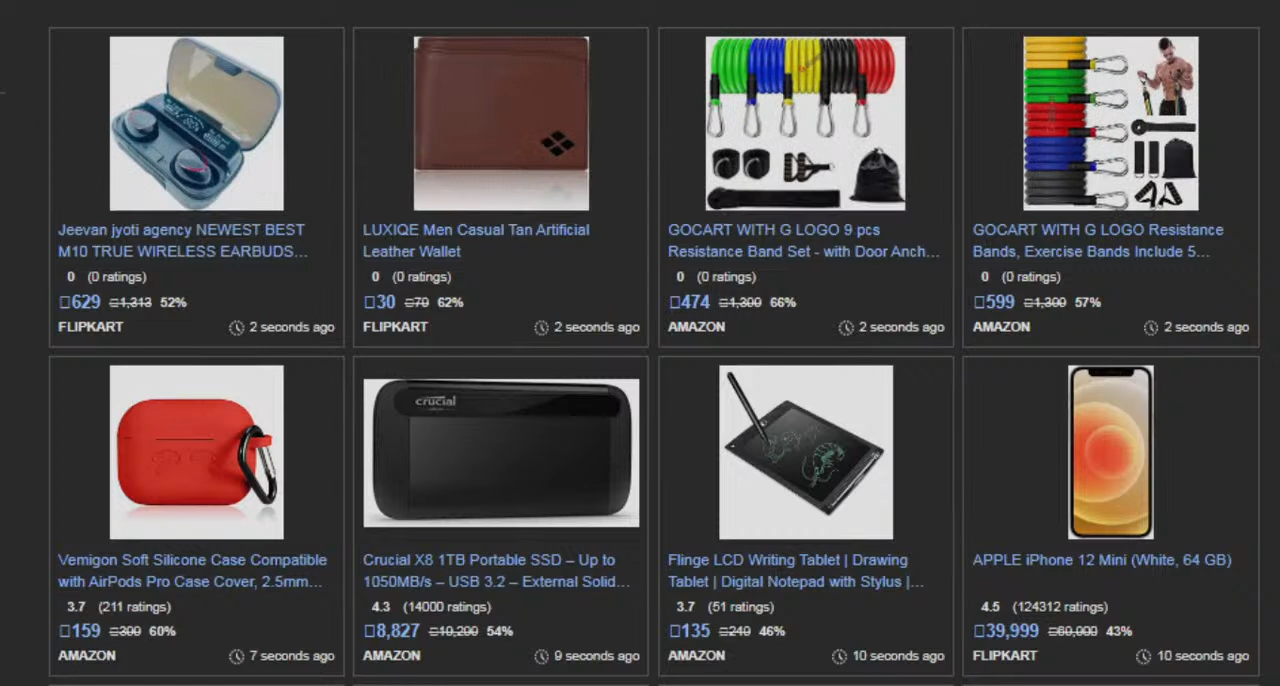 Jeevan jyoti agency NEWEST BEST
M10 TRUE WIRELESS EARBUDS...
0 (0 ratings)
629 1,313 52%
FLIPKART 2 seconds ago
LUXIQE Men Casual Tan Artificial
Leather Wallet
0 (0 ratings)
30 79 62%
FLIPKART 2 seconds ago
GOCART WITH G LOGO 9 pcs
Resistance Band Set - with Door Anch...
0 (0 ratings)
474 1,399 66%
AMAZON 2 seconds ago
GOCART WITH G LOGO Resistance
Bands, Exercise Bands Include 5...
0 (0 ratings)
599 1,399 57%
AMAZON 2 seconds ago
Vemigon Soft Silicone Case Compatible
with AirPods Pro Case Cover, 2.5mm...
3.7 (211 ratings)
159 399 60%
AMAZON 7 seconds ago
crucial
Crucial X8 1TB Portable SSD – Up to
1050MB/s – USB 3.2 – External Solid...
4.3 (14000 ratings)
8,827 54%
AMAZON 9 seconds ago
Flinge LCD Writing Tablet | Drawing
Tablet | Digital Notepad with Stylus |...
3.7 (51 ratings)
135 249 46%
AMAZON 10 seconds ago
APPLE iPhone 12 Mini (White, 64 GB)
4.5 (124312 ratings)
39,999 43%
FLIPKART 10 seconds ago